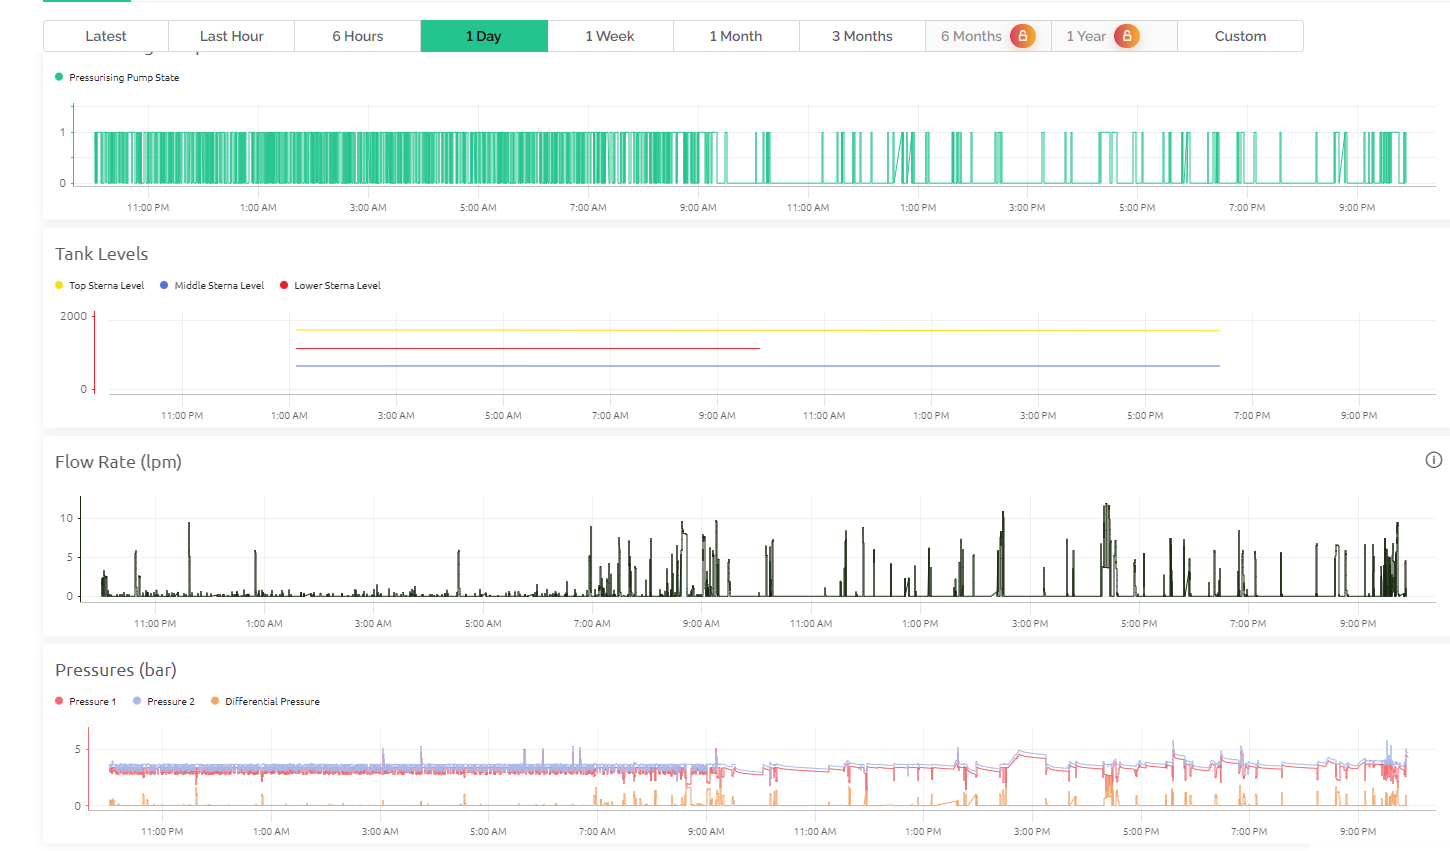 Latest Last Hour 6 Hours 1 Day 1 Week 1 Month 3 Months 6 Months 1 Year Custom
Pressurising Pump State
1
0
11:00 PM 1:00 AM 3:00 AM 5:00 AM 7:00 AM 9:00 AM 11:00 AM 1:00 PM 3:00 PM 5:00 PM 7:00 PM 9:00 PM
Tank Levels
Top Sterna Level Middle Sterna Level Lower Sterna Level
2000
0
11:00 PM 1:00 AM 3:00 AM 5:00 AM 7:00 AM 9:00 AM 11:00 AM 1:00 PM 3:00 PM 5:00 PM 7:00 PM 9:00 PM
Flow Rate (lpm)
10
5
0
11:00 PM 1:00 AM 3:00 AM 5:00 AM 7:00 AM 9:00 AM 11:00 AM 1:00 PM 3:00 PM 5:00 PM 7:00 PM 9:00 PM
Pressures (bar)
Pressure 1 Pressure 2 Differential Pressure
5
0
11:00 PM 1:00 AM 3:00 AM 5:00 AM 7:00 AM 9:00 AM 11:00 AM 1:00 PM 3:00 PM 5:00 PM 7:00 PM 9:00 PM